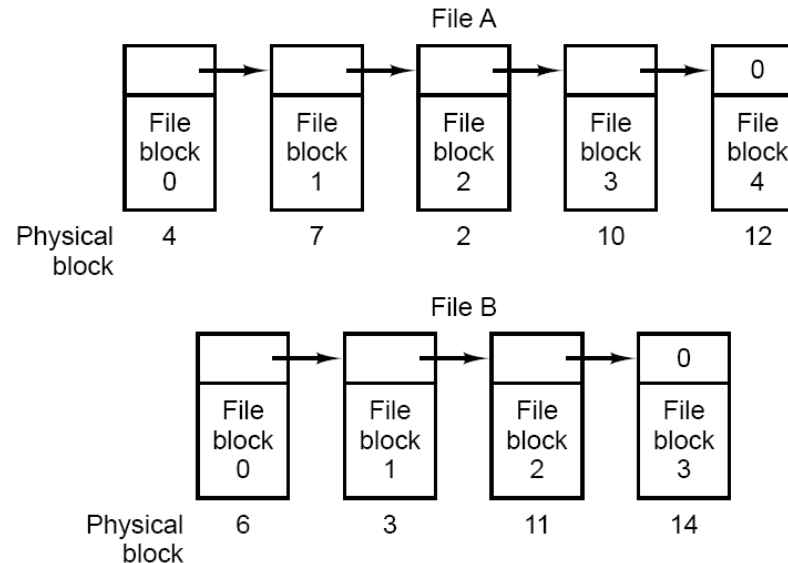 File A
0
File File File File File
block block block block block
0 1 2 3 4
Physical 4 7 2 10 12
block
File B
0
File File File File
block block block block
0 1 2 3
Physical 6 3 11 14
block